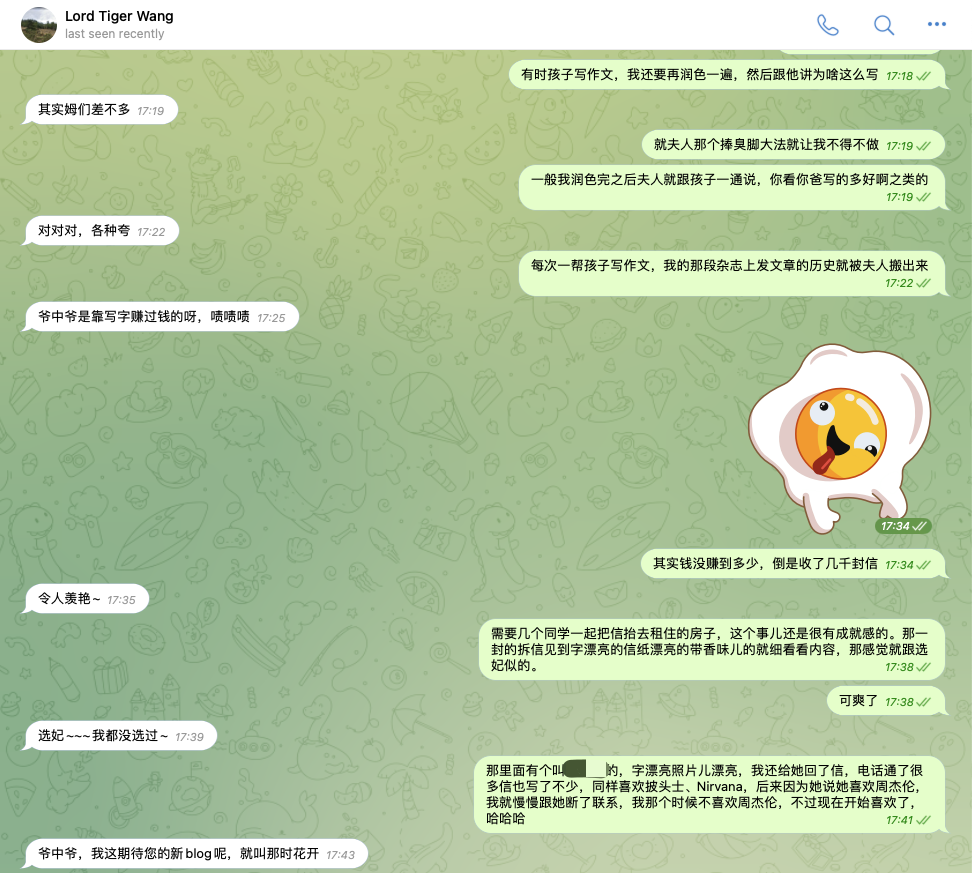 Lord Tiger Wang
last seen recently
有时孩子写作文，我还要再润色一遍，然后跟他讲为啥这么写 17:18
其实姆们差不多 17:19
就夫人那个捧臭脚大法就让我不得不做 17:19
一般我润色完之后夫人就跟孩子一通说，你看你爸写的多好啊之类的
17:19
对对对，各种夸 17:22
每次一帮孩子写作文，我的那段杂志上发文章的历史就被夫人搬出来
17:22
爷中爷是靠写字赚过钱的呀，啧啧啧 17:25
17:34
其实钱没赚到多少，倒是收了几千封信 17:34
令人羡艳~ 17:35
需要几个同学一起把信抬去租住的房子，这个事儿还是很有成就感的。那一
封的拆信见到字漂亮的信纸漂亮的带香味儿的就细看看内容，那感觉就跟选
妃似的。 17:38
可爽了 17:38
选妃~~~我都没选过~ 17:39
那里面有个叫 的，字漂亮照片儿漂亮，我还给她回了信，电话通了很
多信也写了不少，同样喜欢披头士、Nirvana，后来因为她说她喜欢周杰伦，
我就慢慢跟她断了联系，我那个时候不喜欢周杰伦，不过现在开始喜欢了，
哈哈哈 17:41
爷中爷，我这期待您的新blog呢，就叫那时花开 17:43